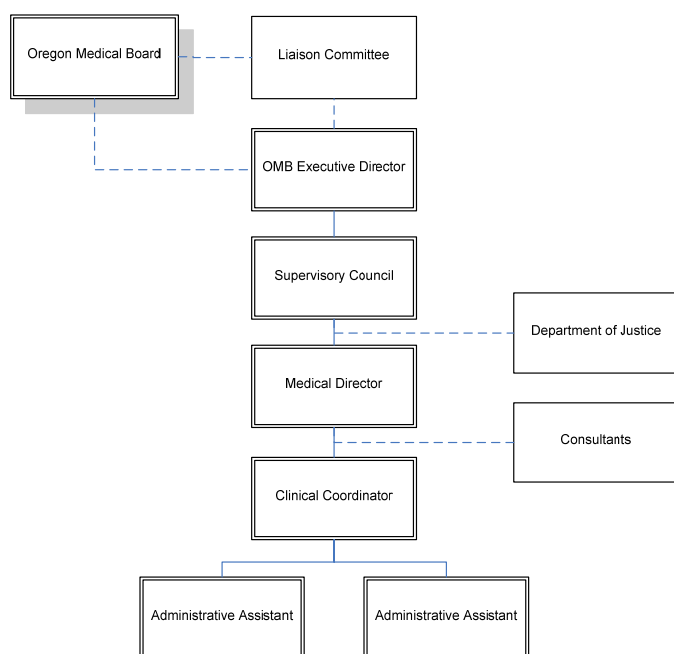 Oregon Medical Board
Liaison Committee
OMB Executive Director
Supervisory Council
Department of Justice
Medical Director
Consultants
Clinical Coordinator
Administrative Assistant
Administrative Assistant